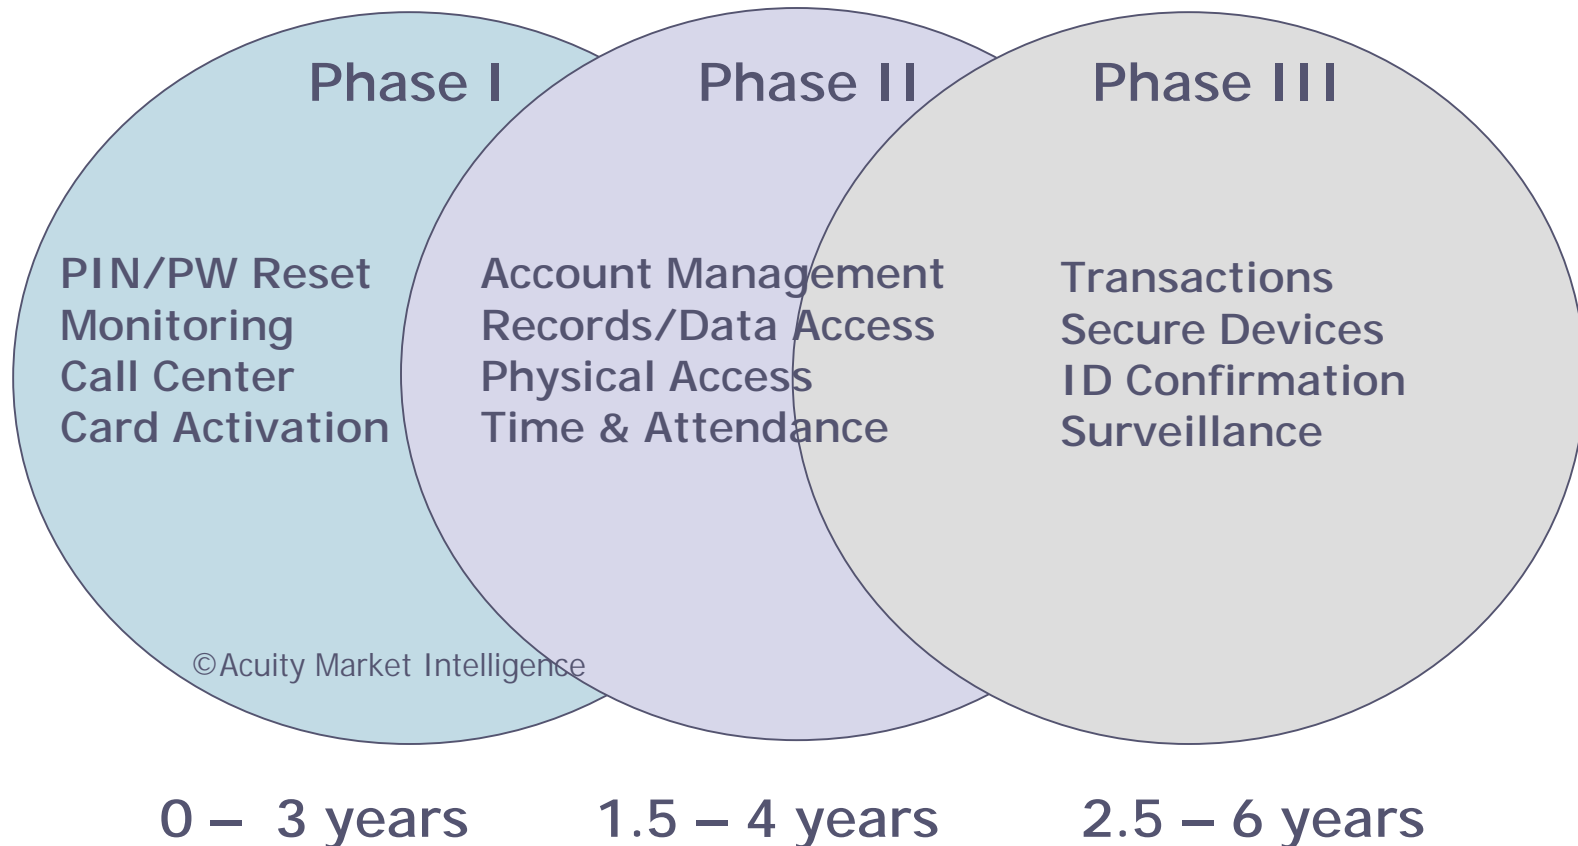 Phase I
Phase II
Phase III
PIN/PW Reset
Monitoring
Call Center
Card Activation
Account Management
Records/Data Access
Physical Access
Time & Attendance
Transactions
Secure Devices
ID Confirmation
Surveillance
©Acuity Market Intelligence
0 – 3 years
1.5 – 4 years
2.5 – 6 years